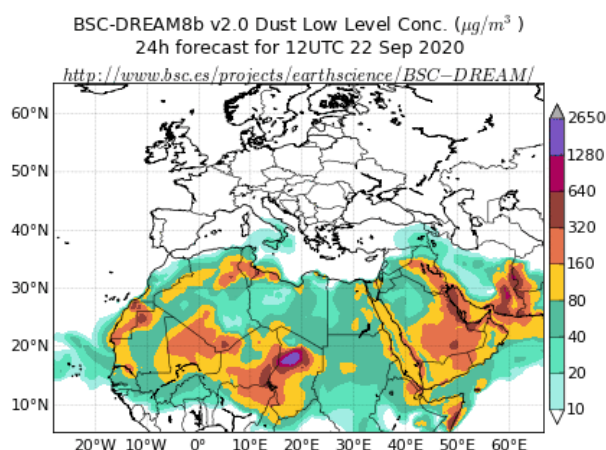 BSC-DREAM8b v2.0 Dust Low Level Conc. (μg/m³ )
24h forecast for 12UTC 22 Sep 2020
http://www.bsc.es/projects/earthscience/BSC−DREAM/
60°N
50°N
40°N
30°N
20°N
10°N
20°W 10°W 0° 10°E 20°E 30°E 40°E 50°E 60°E
2650
1280
640
320
160
80
40
20
10